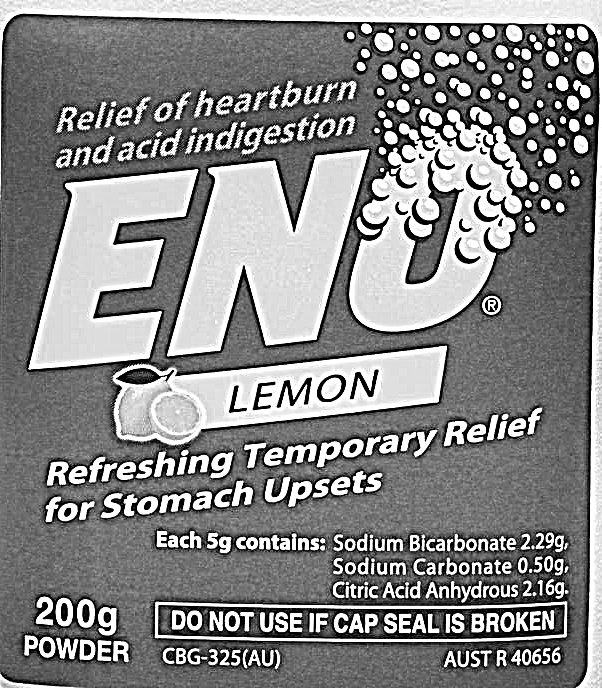 Relief of heartburn
and acid indigestion
ENO®
LEMON
Refreshing Temporary Relief
for Stomach Upsets
Each 5g contains: Sodium Bicarbonate 2.29g,
Sodium Carbonate 0.50g,
Citric Acid Anhydrous 2.16g.
200g
POWDER
DO NOT USE IF CAP SEAL IS BROKEN
CBG-325(AU)
AUST R 40656